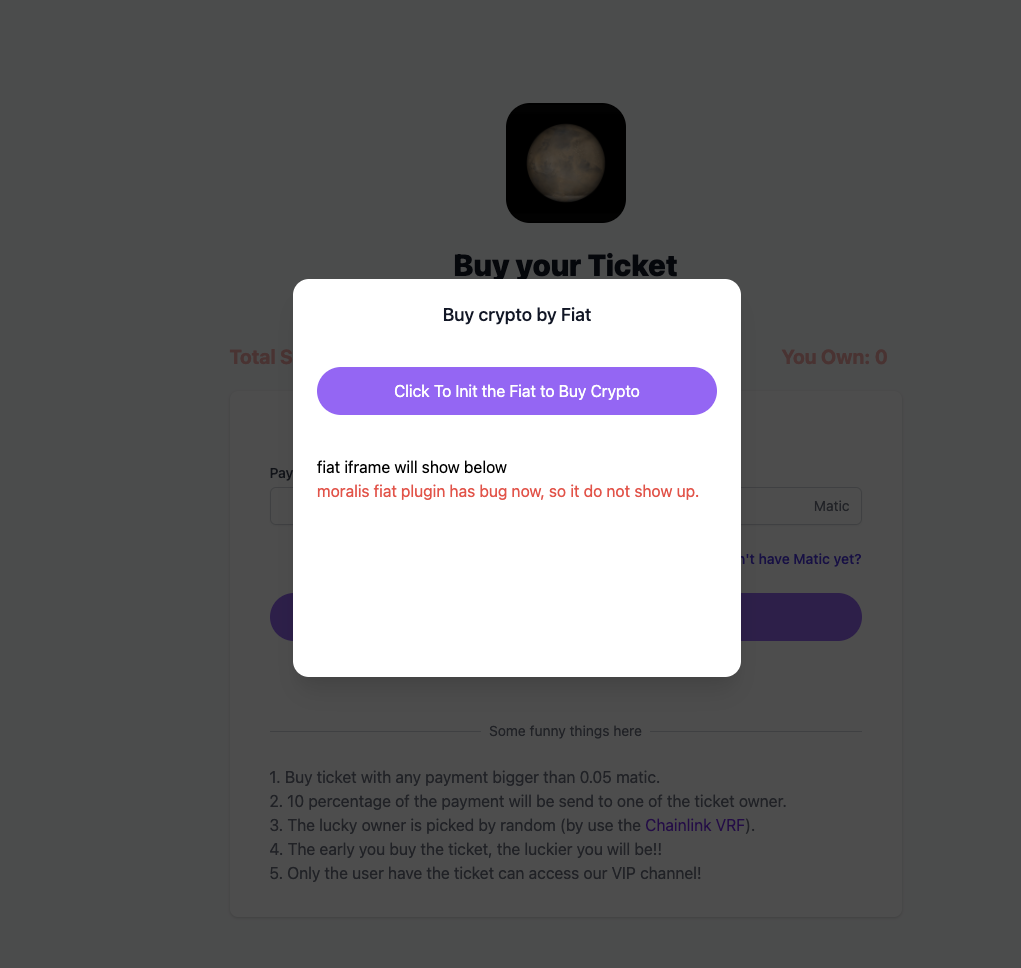 Buy your Ticket
Buy crypto by Fiat
Total S
You Own: 0
Click To Init the Fiat to Buy Crypto
fiat iframe will show below
Pay
moralis fiat plugin has bug now, so it do not show up.
Matic
n't have Matic yet?
Some funny things here
1. Buy ticket with any payment bigger than 0.05 matic.
2. 10 percentage of the payment will be send to one of the ticket owner.
3. The lucky owner is picked by random (by use the Chainlink VRF).
4. The early you buy the ticket, the luckier you will be!!
5. Only the user have the ticket can access our VIP channel!